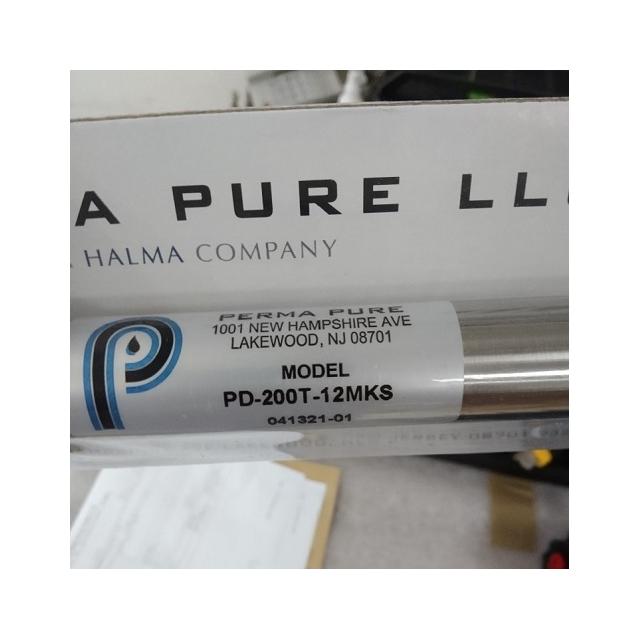 A PURE LL
A HALMA COMPANY
PERMA PURE
1001 NEW HAMPSHIRE AVE
LAKEWOOD, NJ 08701
MODEL
PD-200T-12MKS
041321-01